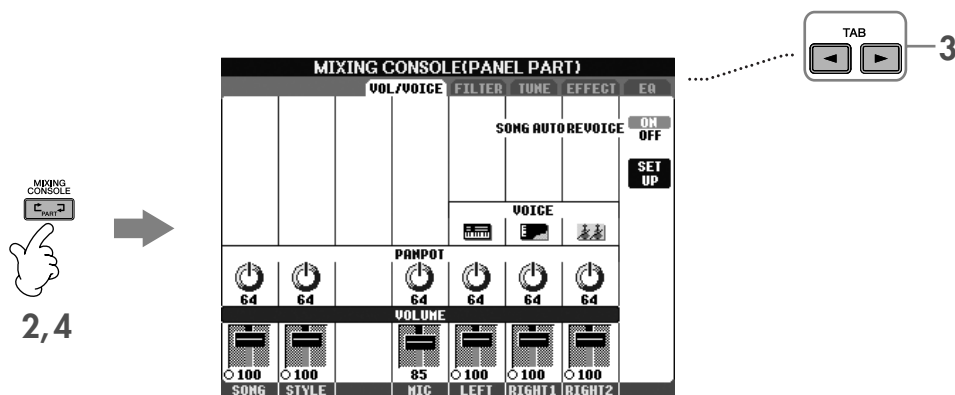 TAB
3
MIXING CONSOLE(PANEL PART)
VOL/VOICE FILTER TUNE EFFECT EQ
SONG AUTO REVOICE ON
OFF
SET
UP
MIXING
CONSOLE
PART
VOICE
PANPOT
64 64 64 64 64 64
VOLUME
100 100 85 100 100 100
SONG STYLE MIC LEFT RIGHT1 RIGHT2
2,4